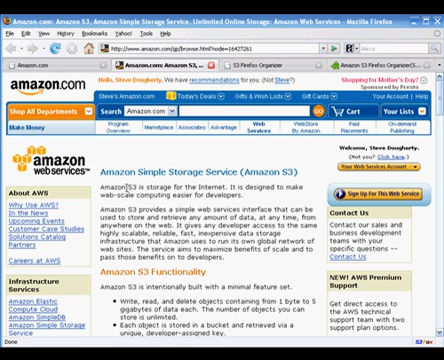 Amazon.com: Amazon S3, Amazon Simple Storage Service, Unlimited Online Storage: Amazon Web Services - Mozilla Firefox
File Edit View History Bookmarks Yahoo! Tools Help
http://www.amazon.com/gp/browse.html?node=16427261
Alexa
Amazon.com
Amazon.com: Amazon S3,...
S3 Firefox Organizer
Amazon S3 Firefox Organizer(S...
amazon.com
Hello, Steve Dougherty. We have recommendations for you. (Not Steve?)
Shopping for Mother's Day?
Sponsored by Presto
Steve's Amazon.com Today's Deals Gifts & Wish Lists Gift Cards Your Account Help
Shop All Departments Search Amazon.com GO Cart Your Lists
Make Money
Program Overview
Marketplace
Associates
Advantage
Web Services
WebStore By Amazon
Paid Placements
On-demand Publishing
amazon
web services™
Amazon Simple Storage Service (Amazon S3)
Amazon S3 is storage for the Internet. It is designed to make
web-scale computing easier for developers.
Amazon S3 provides a simple web services interface that can be
used to store and retrieve any amount of data, at any time, from
anywhere on the web. It gives any developer access to the same
highly scalable, reliable, fast, inexpensive data storage
infrastructure that Amazon uses to run its own global network of
web sites. The service aims to maximize benefits of scale and to
pass those benefits on to developers.
Amazon S3 Functionality
Amazon S3 is intentionally built with a minimal feature set.
• Write, read, and delete objects containing from 1 byte to 5
gigabytes of data each. The number of objects you can
store is unlimited.
• Each object is stored in a bucket and retrieved via a
unique, developer-assigned key.
About AWS
Why Use AWS?
In the News
Upcoming Events
Customer Case Studies
Solutions Catalog
Partners
Careers at AWS
Infrastructure
Services
Amazon Elastic
Compute Cloud
Amazon SimpleDB
Amazon Simple Storage
Service
Welcome,
Not you? Click here.
Your Web Services Account
Sign Up For This Web Service
Contact Us
Contact our sales and
business development
teams with your
specific questions --
Contact Us
NEW! AWS Premium
Support
Get direct access to
the AWS technical
support team with our
two support plan options.
Done
S3Fox